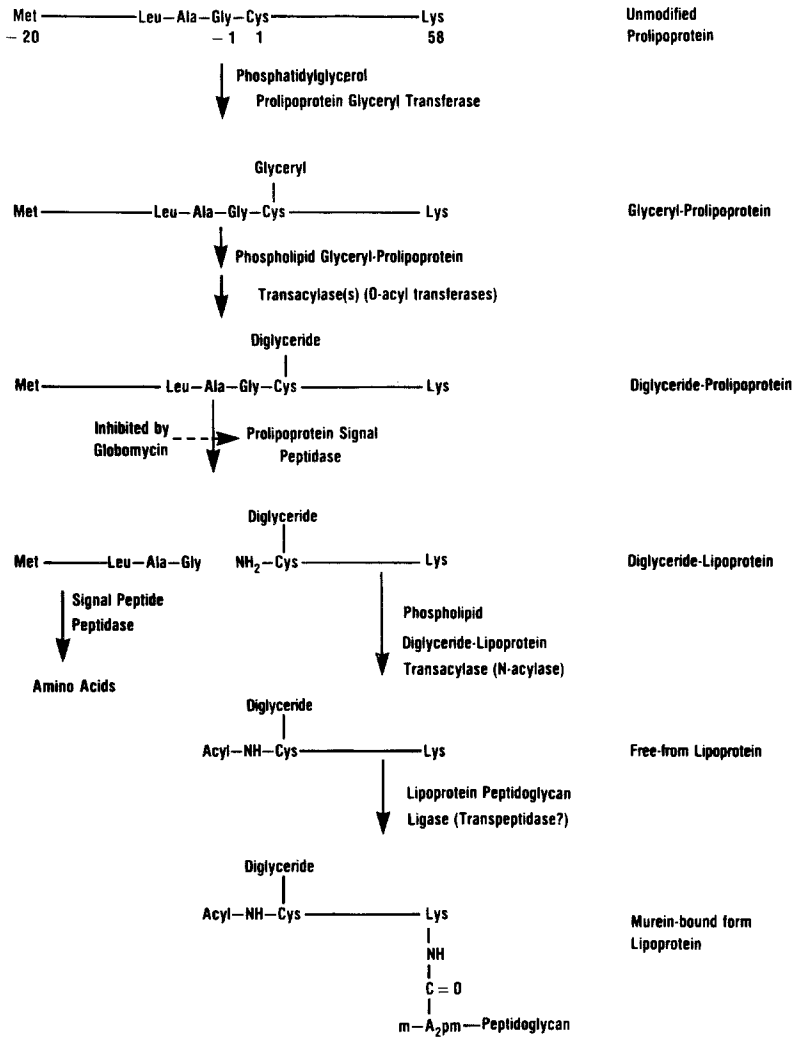 Met Leu–Ala–Gly–Cys Lys Unmodified
–20 –1 1 58 Prolipoprotein
Phosphatidylglycerol
Prolipoprotein Glyceryl Transferase
Glyceryl
Met Leu–Ala–Gly–Cys Lys Glyceryl-Prolipoprotein
Phospholipid Glyceryl-Prolipoprotein
Transacylase(s) (O-acyl transferases)
Diglyceride
Met Leu–Ala–Gly–Cys Lys Diglyceride-Prolipoprotein
Inhibited by
Globomycin
Prolipoprotein Signal
Peptidase
Diglyceride
Met Leu–Ala–Gly NH2–Cys Lys Diglyceride-Lipoprotein
Signal Peptide
Peptidase
Amino Acids
Phospholipid
Diglyceride-Lipoprotein
Transacylase (N-acylase)
Diglyceride
Acyl–NH–Cys Lys Free-from Lipoprotein
Lipoprotein Peptidoglycan
Ligase (Transpeptidase?)
Diglyceride
Acyl–NH–Cys Lys Murein-bound form
Lipoprotein
NH
C=O
m–A2pm–Peptidoglycan